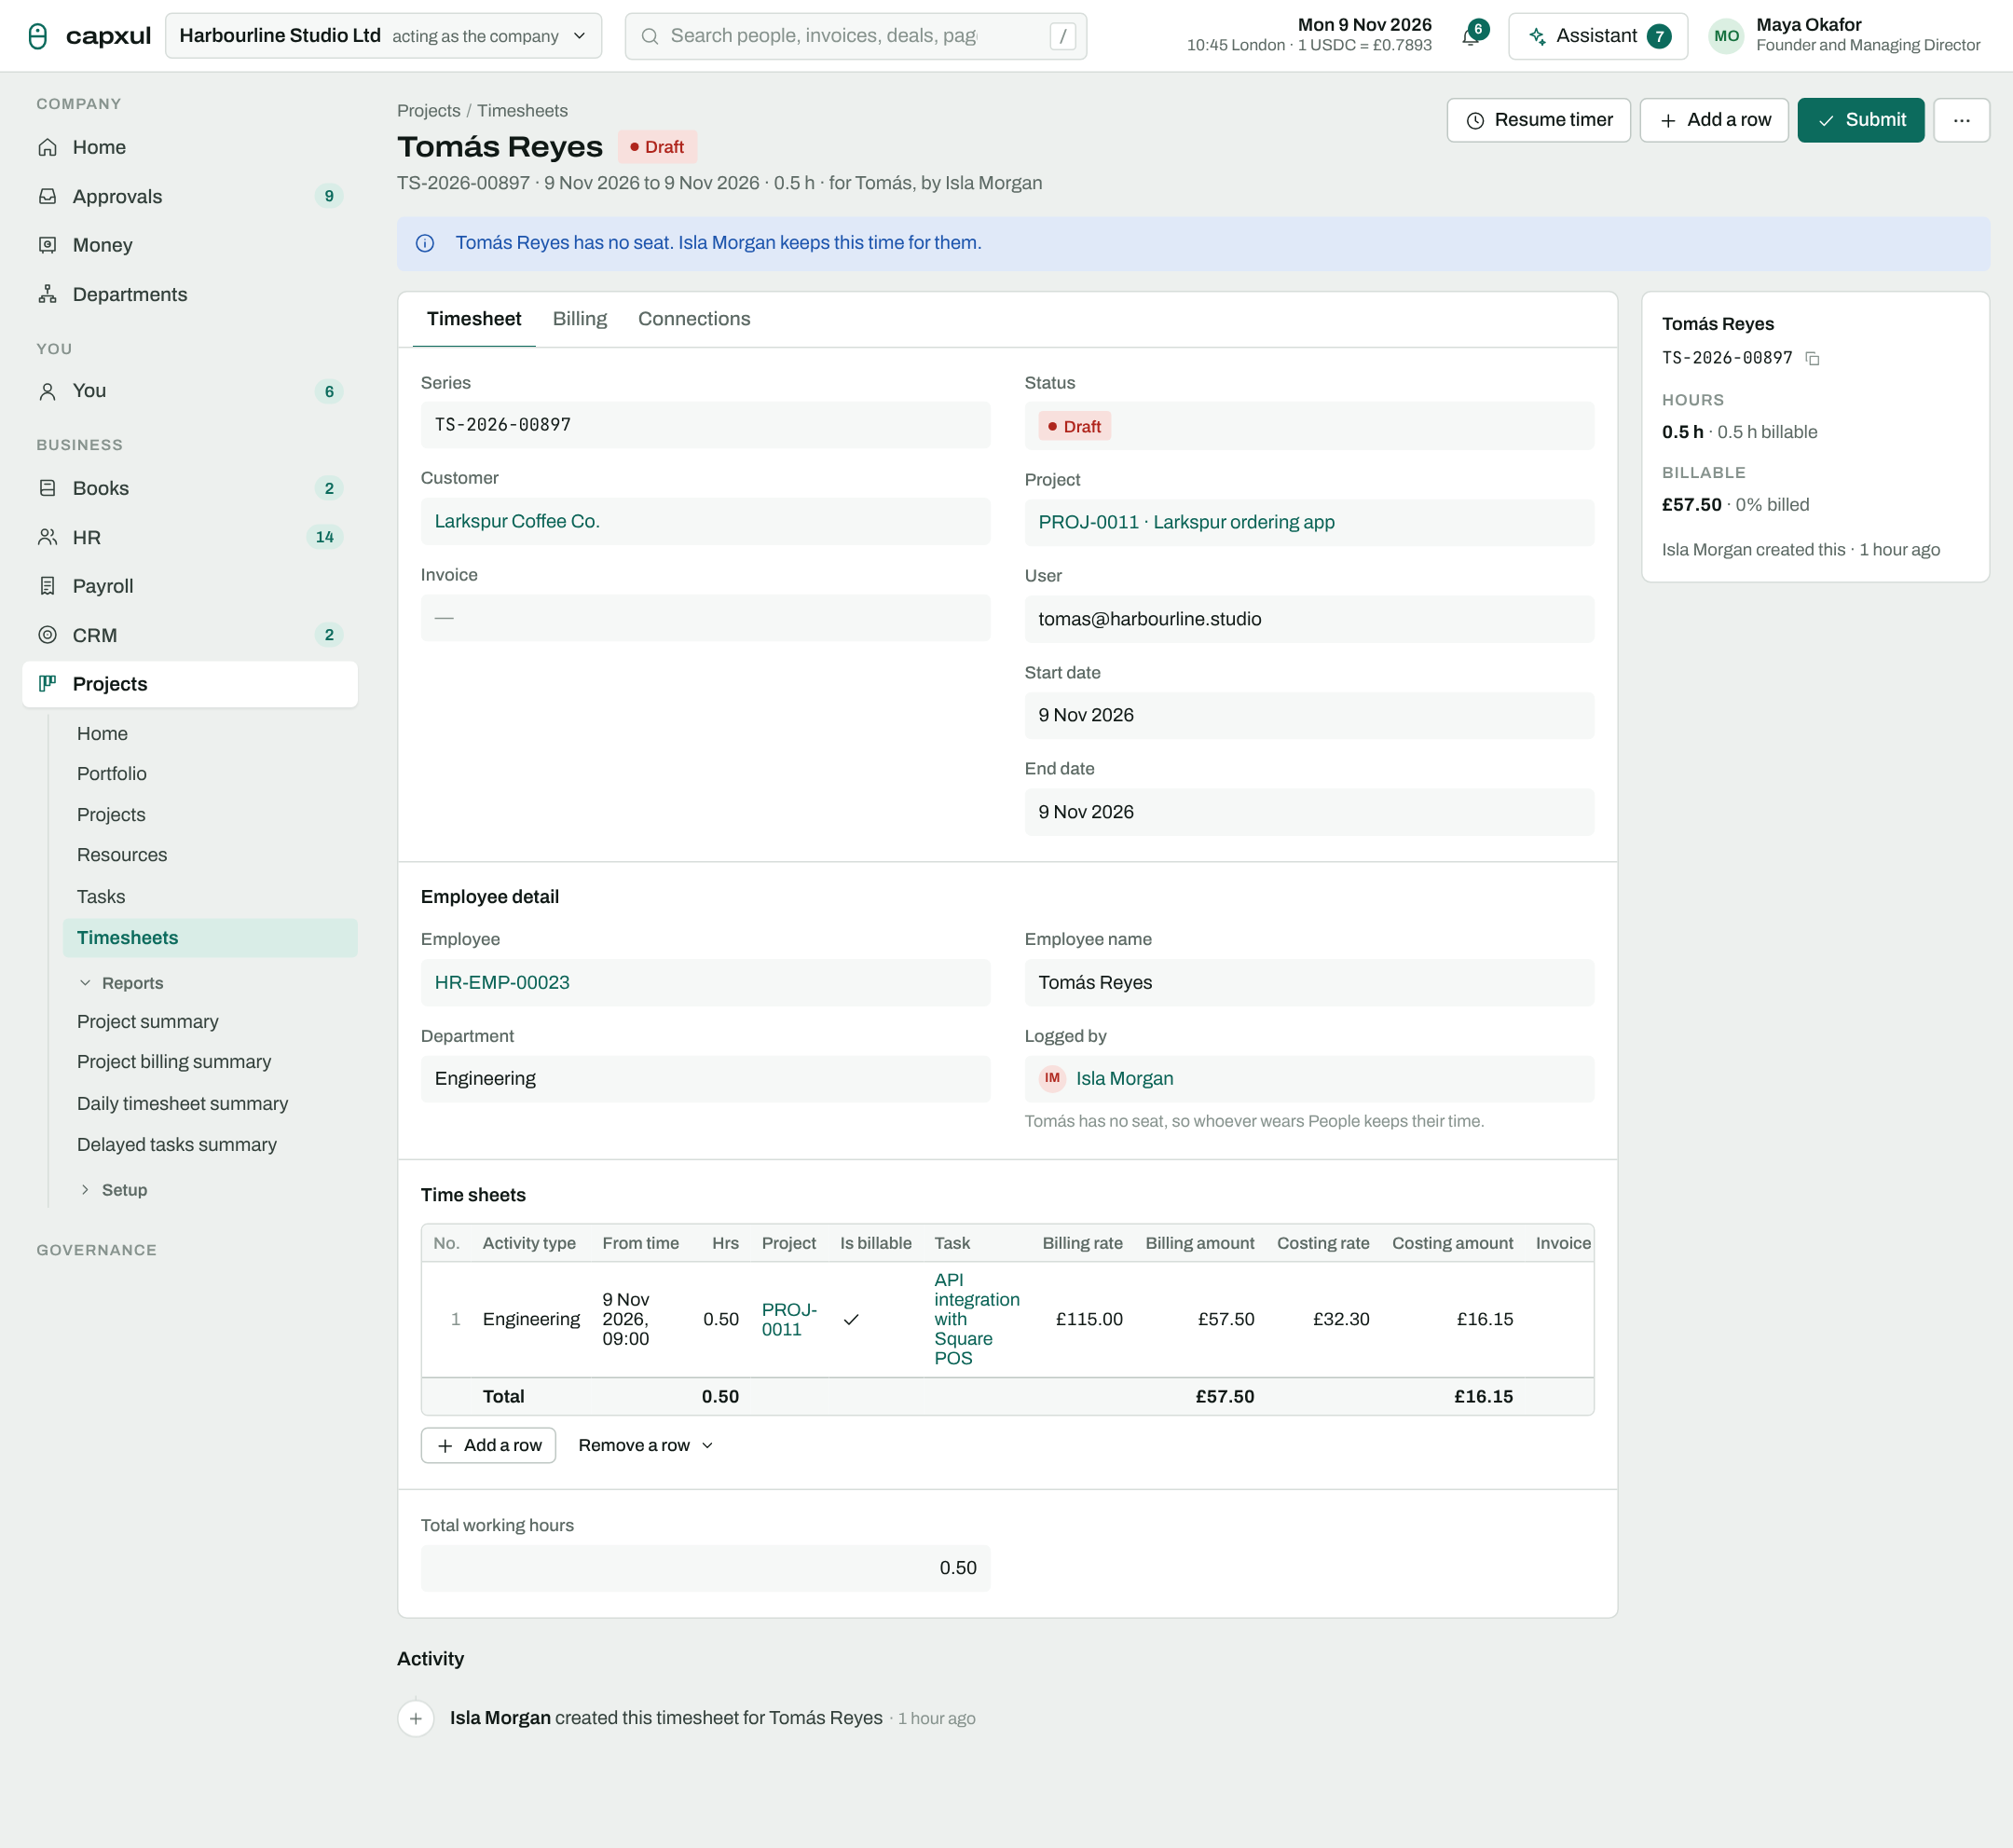 capxul
Harbourline Studio Ltd acting as the company
Search people, invoices, deals, pag
/
Mon 9 Nov 2026
10:45 London · 1 USDC = £0.7893
6
Assistant 7
MO
Maya Okafor
Founder and Managing Director
COMPANY
Home
Approvals 9
Money
Departments
YOU
You 6
BUSINESS
Books 2
HR 14
Payroll
CRM 2
Projects
Home
Portfolio
Projects
Resources
Tasks
Timesheets
Reports
Project summary
Project billing summary
Daily timesheet summary
Delayed tasks summary
Setup
GOVERNANCE
Projects / Timesheets
Tomás Reyes Draft
TS-2026-00897 · 9 Nov 2026 to 9 Nov 2026 · 0.5 h · for Tomás, by Isla Morgan
Resume timer
Add a row
Submit
Tomás Reyes has no seat. Isla Morgan keeps this time for them.
Timesheet Billing Connections
Series
TS-2026-00897
Status
Draft
Customer
Larkspur Coffee Co.
Project
PROJ-0011 · Larkspur ordering app
Invoice
—
User
tomas@harbourline.studio
Start date
9 Nov 2026
End date
9 Nov 2026
Employee detail
Employee
HR-EMP-00023
Employee name
Tomás Reyes
Department
Engineering
Logged by
IM Isla Morgan
Tomás has no seat, so whoever wears People keeps their time.
Time sheets
No. Activity type From time Hrs Project Is billable Task Billing rate Billing amount Costing rate Costing amount Invoice
1 Engineering 9 Nov 2026, 09:00 0.50 PROJ-0011 API integration with Square POS £115.00 £57.50 £32.30 £16.15
Total 0.50 £57.50 £16.15
Add a row
Remove a row
Total working hours
0.50
Activity
Isla Morgan created this timesheet for Tomás Reyes · 1 hour ago
Tomás Reyes
TS-2026-00897
HOURS
0.5 h · 0.5 h billable
BILLABLE
£57.50 · 0% billed
Isla Morgan created this · 1 hour ago